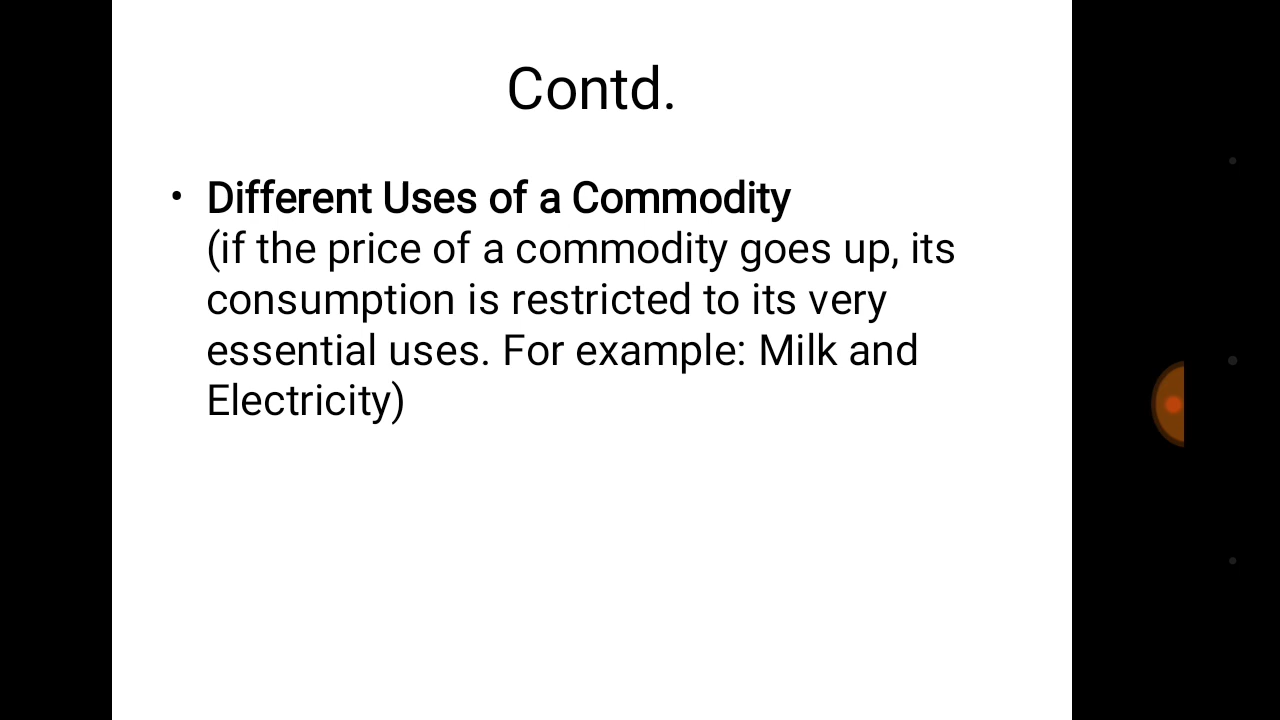 Contd.
• Different Uses of a Commodity
(if the price of a commodity goes up, its
consumption is restricted to its very
essential uses. For example: Milk and
Electricity)